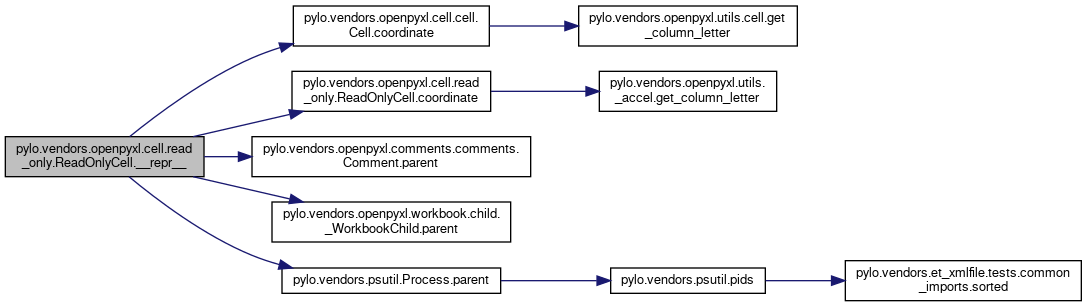 pylo.vendors.openpyxl.cell.cell.
Cell.coordinate
pylo.vendors.openpyxl.utils.cell.get
_column_letter
pylo.vendors.openpyxl.cell.read
_only.ReadOnlyCell.coordinate
pylo.vendors.openpyxl.utils.
_accel.get_column_letter
pylo.vendors.openpyxl.cell.read
_only.ReadOnlyCell.__repr__
pylo.vendors.openpyxl.comments.comments.
Comment.parent
pylo.vendors.openpyxl.workbook.child.
_WorkbookChild.parent
pylo.vendors.psutil.Process.parent
pylo.vendors.psutil.pids
pylo.vendors.et_xmlfile.tests.common
_imports.sorted